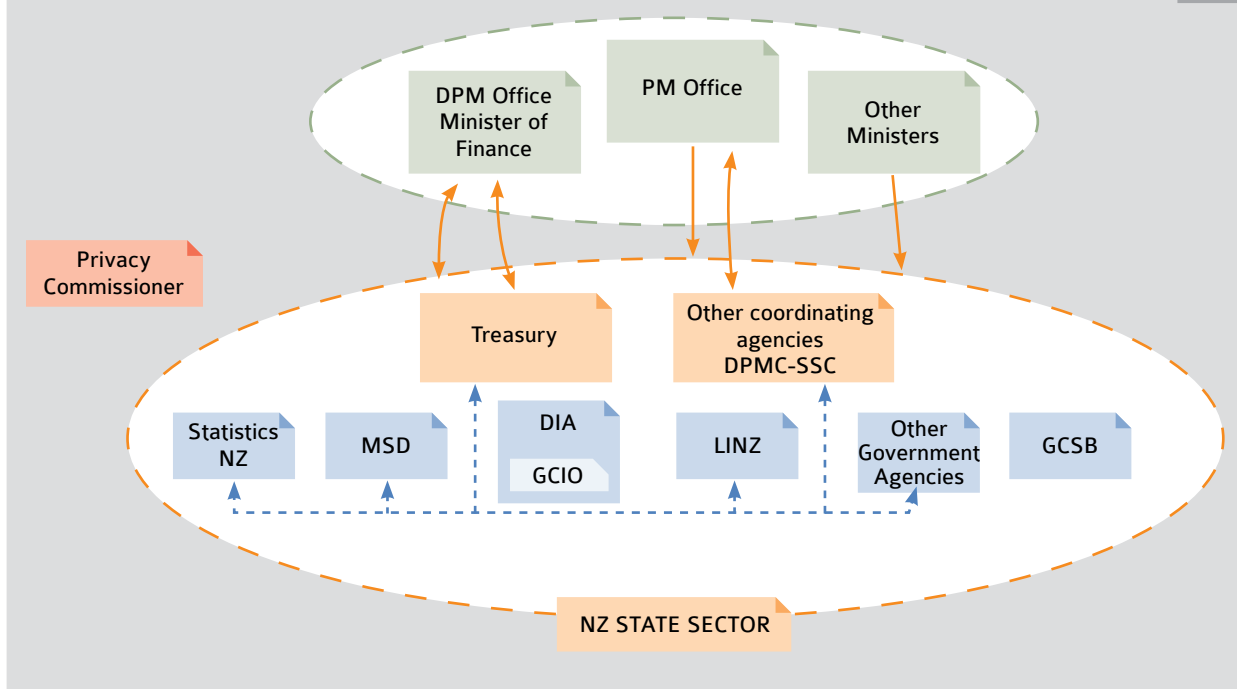 DPM Office
Minister of
Finance
PM Office
Other
Ministers
Privacy
Commissioner
Treasury
Other coordinating
agencies
DPMC-SSC
Statistics
NZ
MSD
DIA
GCIO
LINZ
Other
Government
Agencies
GCSB
NZ STATE SECTOR